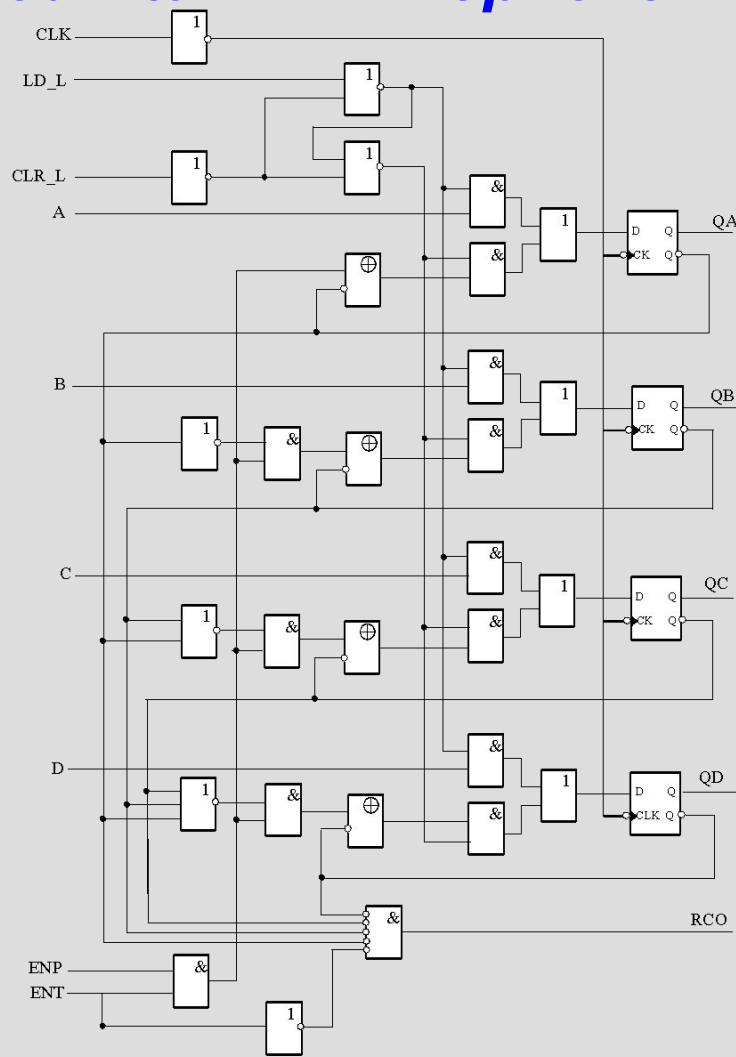 CLK 1
LD_L 1
CLR_L 1 1
A & 1 D Q QA
& CK Q
⊕
B & 1 D Q QB
1 & ⊕ & CK Q
C & 1 D Q QC
1 & ⊕ & CK Q
D & 1 D Q QD
1 & ⊕ & CLK Q
& RCO
ENP &
ENT
1